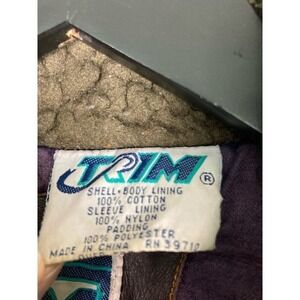 TRIM ®
SHELL & BODY LINING
100% COTTON
SLEEVE LINING
100% NYLON
PADDING
100% POLYESTER
MADE IN CHINA RN 39710